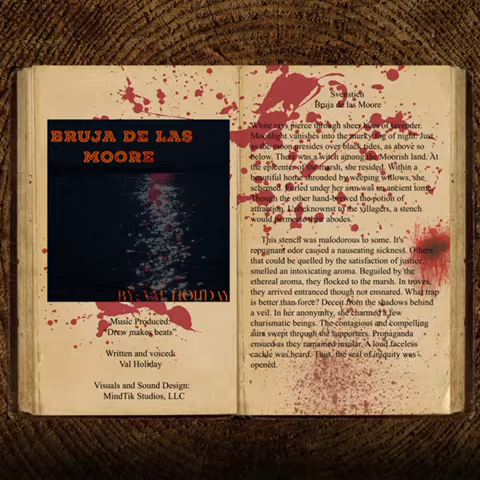 BRUJA DE LAS
MOORE
BY: VAL HOLIDAY
Music Produced:
"Drew makes beats"
Written and voiced:
Val Holiday
Visuals and Sound Design:
MindTik Studios, LLC
Svenstich
Bruja de las Moore
White rays pierce through sheer hues of lavender.
Moonlight vanishes into the murky fog of night. Just
as the moon presides over black tides, as above so
below. There was a witch among the Moorish land. At
the epicenter of the marsh, she resided. Within a
beautiful home shrouded by weeping willows, she
schemed. Furled under her arm was an ancient tome.
Though the other hand-brewed the potion of
attraction. Unbeknownst to the villagers, a stench
would permeate their abodes.
This stench was malodorous to some. It's
repugnant odor caused a nauseating sickness. Others
that could be quelled by the satisfaction of justice,
smelled an intoxicating aroma. Beguiled by the
ethereal aroma, they flocked to the marsh. In troves,
they arrived entranced though not ensnared. What trap
is better than force? Deceit from the shadows behind
a veil. In her anonymity, she charmed a few
charismatic beings. The contagious and compelling
aura swept through the supporters. Propaganda
ensued as they remained insular. A loud faceless
cackle was heard. Thus, the seal of iniquity was
opened.